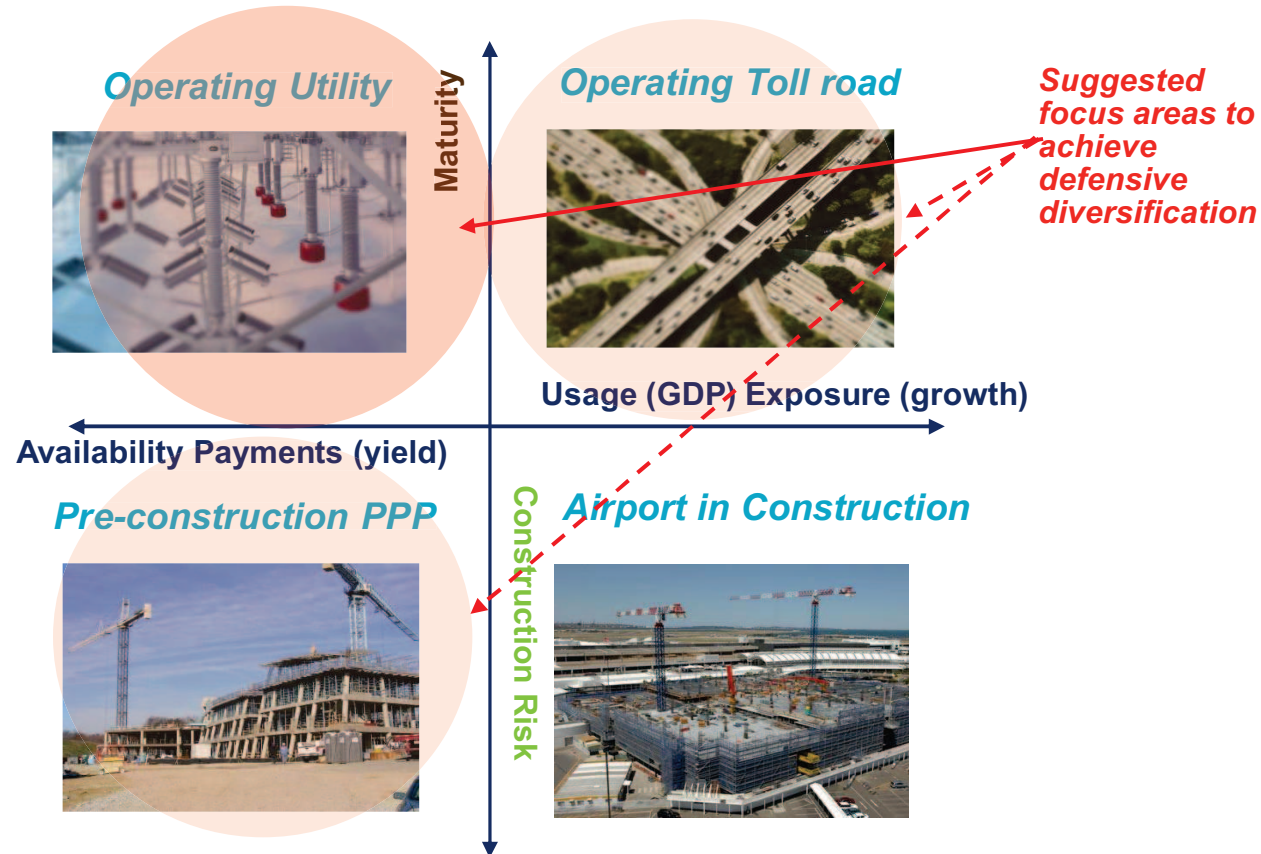 Operating Utility
Maturity
Operating Toll road
Suggested
focus areas to
achieve
defensive
diversification
Usage (GDP) Exposure (growth)
Availability Payments (yield)
Pre-construction PPP
Construction Risk
Airport in Construction